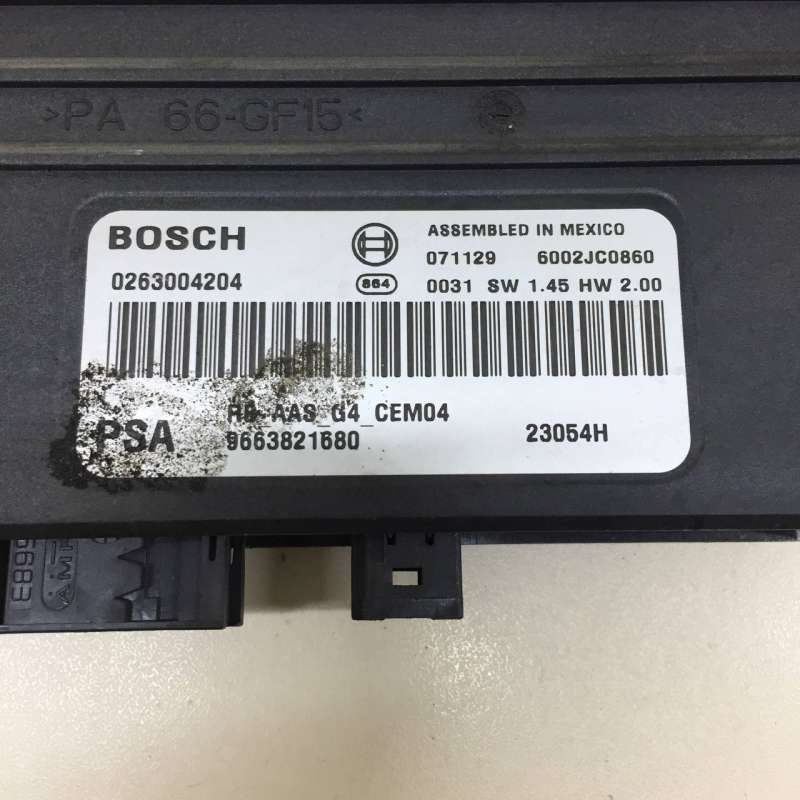 >PA 66-GF15<
BOSCH
ASSEMBLED IN MEXICO
071129 6002JC0860
0263004204
864
0031 SW 1.45 HW 2.00
AAS_G4_CEM04
PSA
9663821680
23054H
AMP